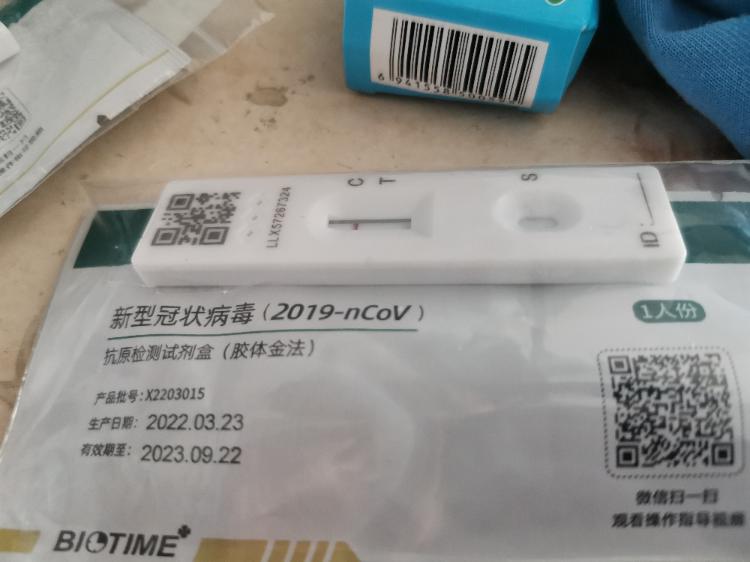 LLX57267324
C
T
S
ID:
新型冠状病毒(2019-nCoV)
抗原检测试剂盒(胶体金法)
1人份
产品批号:X2203015
生产日期: 2022.03.23
有效期至: 2023.09.22
微信扫一扫
观看操作指导视频
BIOTIME